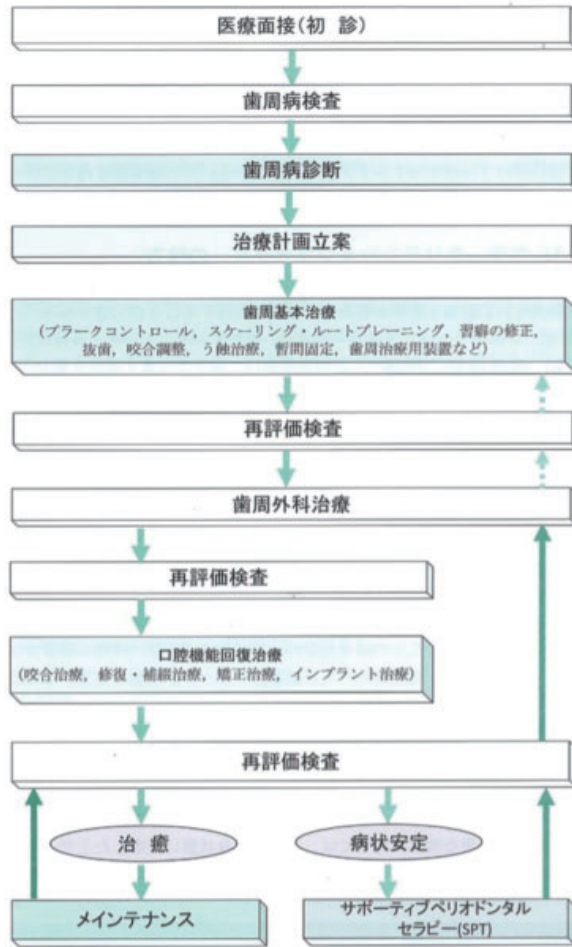 医療面接(初 診)
歯周病検査
歯周病診断
治療計画立案
歯周基本治療
(プラークコントロール, スケーリング・ルートプレーニング, 習癖の修正,
抜歯, 咬合調整, う蝕治療, 暫間固定, 歯周治療用装置など)
再評価検査
歯周外科治療
再評価検査
口腔機能回復治療
(咬合治療, 修復・補綴治療, 矯正治療, インプラント治療)
再評価検査
治 癒
病状安定
メインテナンス
サポーティブペリオドンタル
セラピー(SPT)